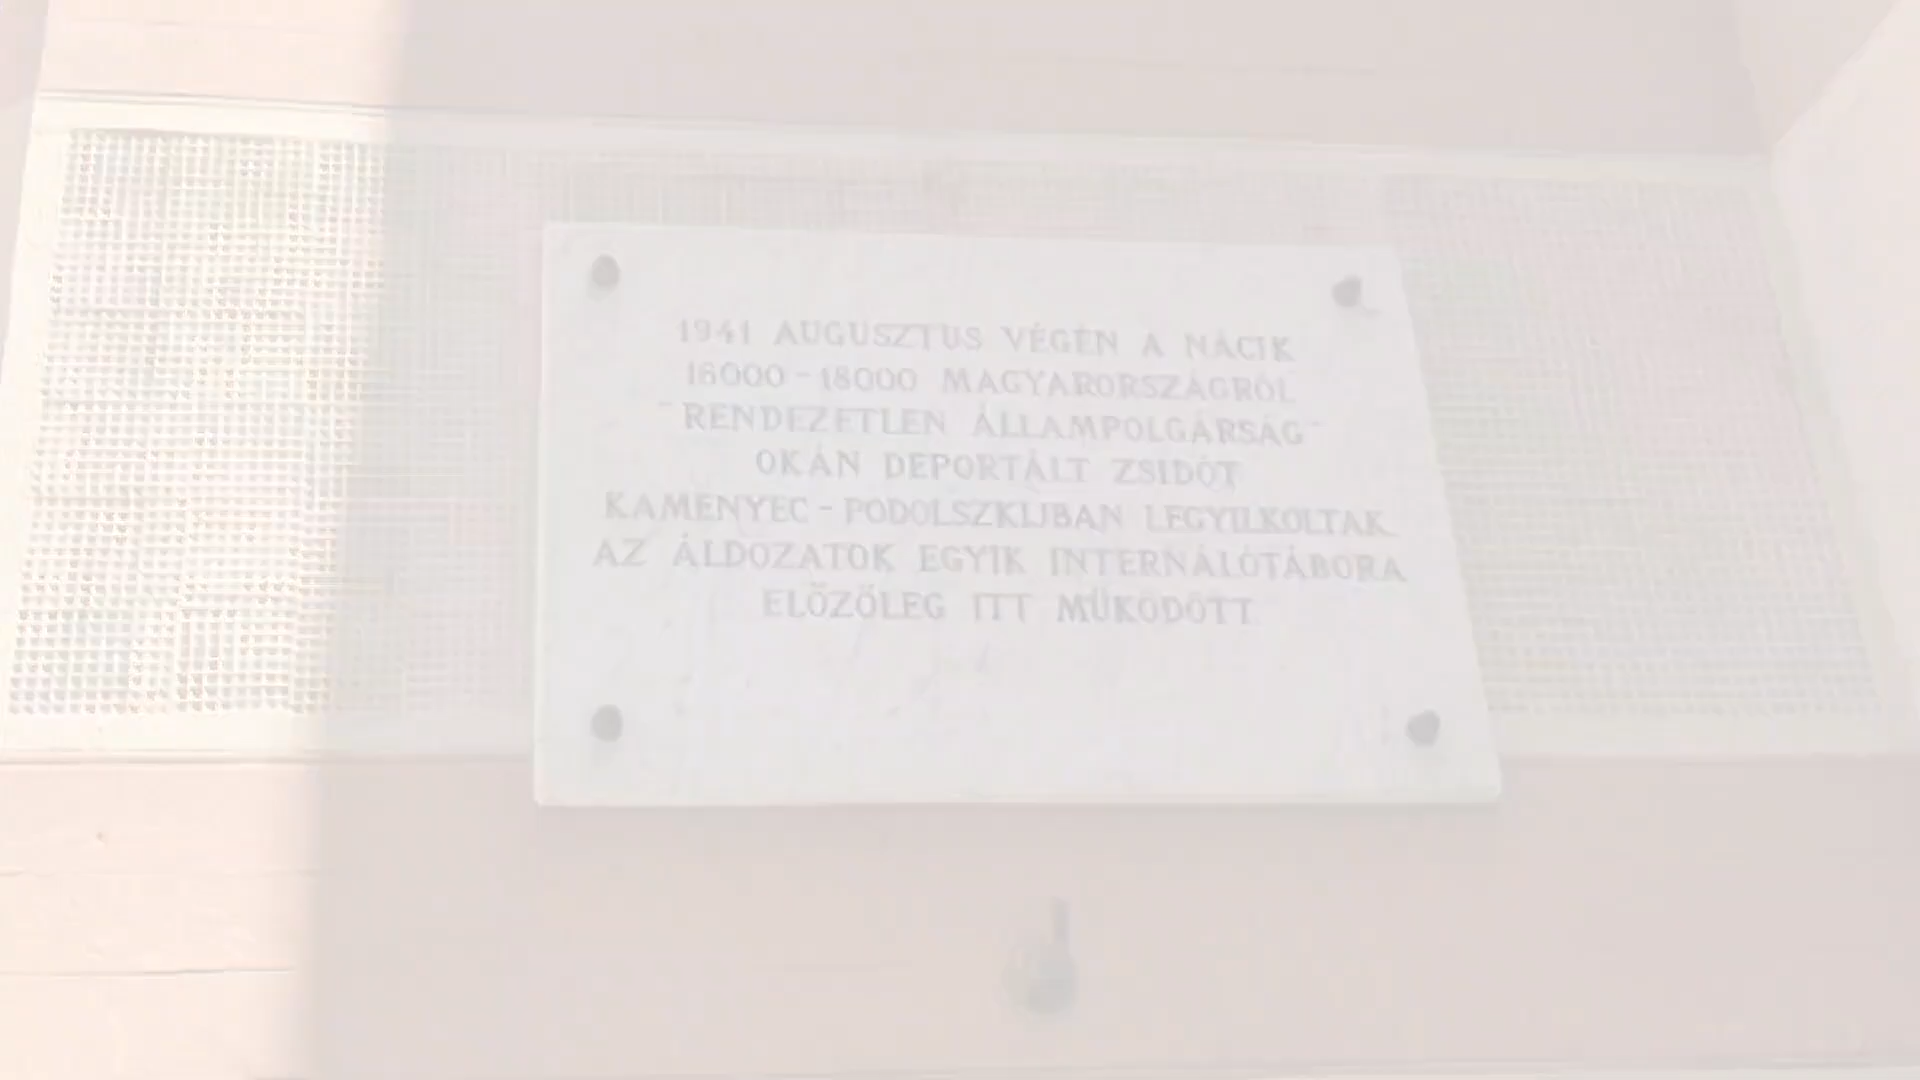 1941 AUGUSZTUS VÉGÉN A NÁCIK
16000 - 18000 MAGYARORSZÁGRÓL
"RENDEZETLEN ÁLLAMPOLGÁRSÁG"
OKÁN DEPORTÁLT ZSIDÓT
KAMENYEC - PODOLSZKIJBAN LEGYILKOLTAK
AZ ÁLDOZATOK EGYIK INTERNÁLÓTÁBORA
ELŐZŐLEG ITT MŰKÖDÖTT